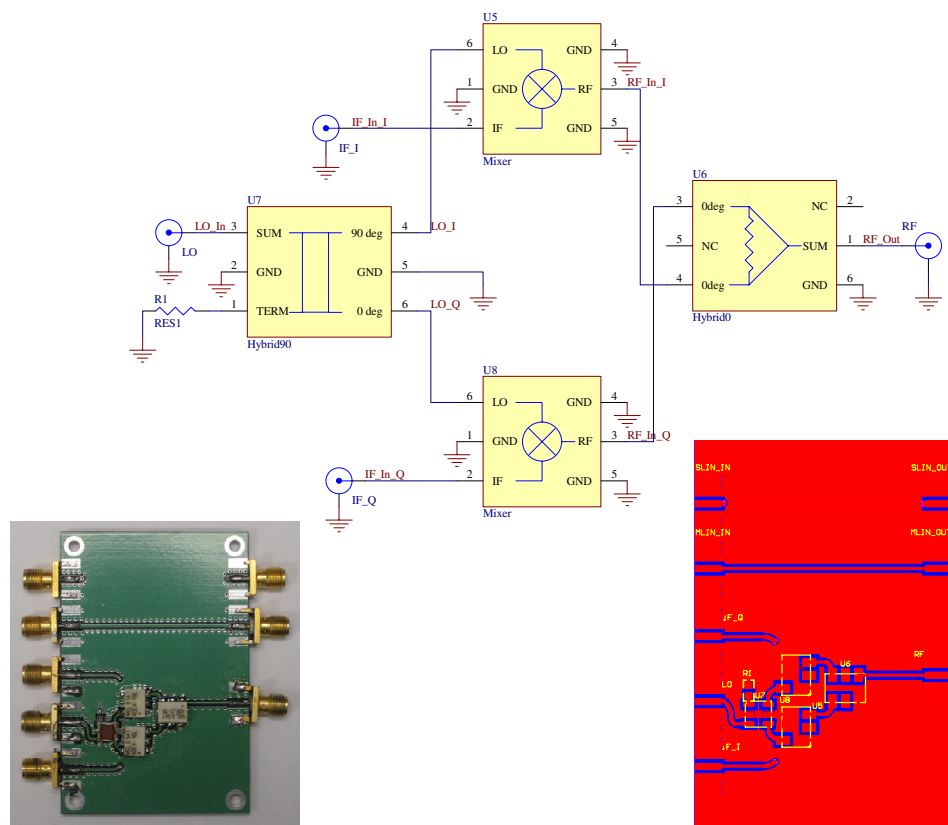 U5
6 LO GND 4
1 GND RF 3 RF_In_I
2 IF GND 5
Mixer
IF_In_I
IF_I
U7
LO_In 3 SUM 90 deg 4 LO_I
LO
2 GND GND 5
1 TERM 0 deg 6 LO_Q
R1
RES1
Hybrid90
U6
3 0deg NC 2
5 NC SUM 1 RF_Out RF
4 0deg GND 6
Hybrid0
U8
6 LO GND 4
1 GND RF 3 RF_In_Q
2 IF GND 5
Mixer
IF_In_Q
IF_Q
SLIN_IN SLIN_OU
MLIN_IN MLIN_OU
IF_Q
RF
U6
R1
LO
U7
U8
U5
IF_I